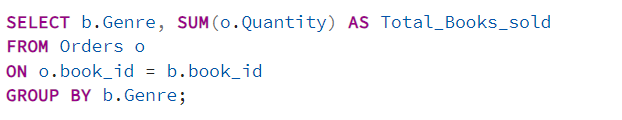 SELECT b.Genre, SUM(o.Quantity) AS Total_Books_sold
FROM Orders o
ON o.book_id = b.book_id
GROUP BY b.Genre;